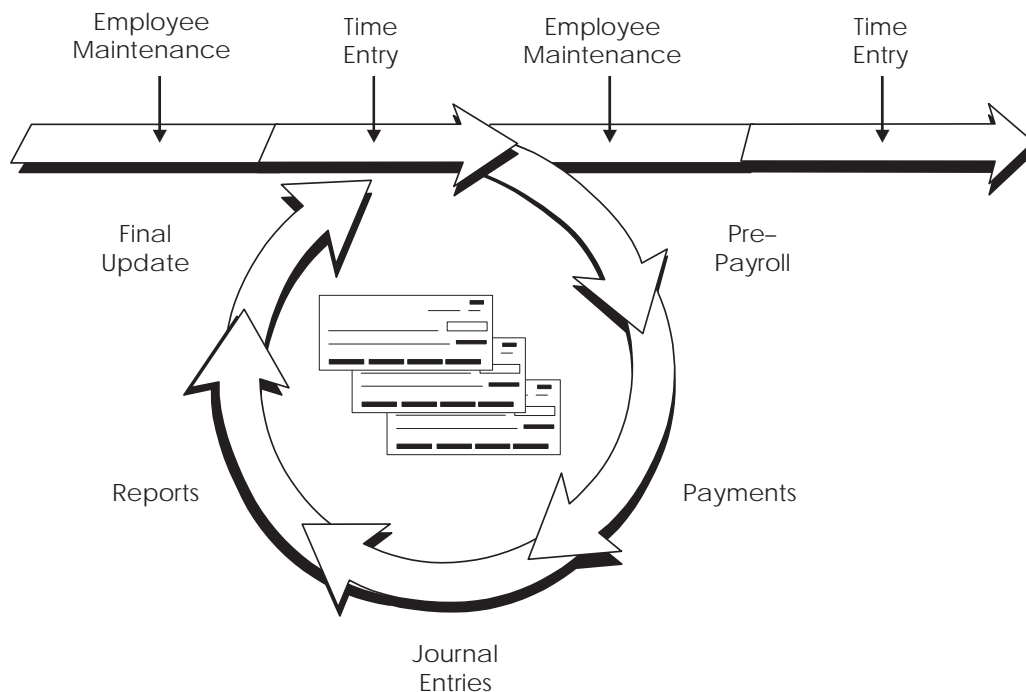 Employee
Maintenance
Time
Entry
Employee
Maintenance
Time
Entry
Final
Update
Pre–
Payroll
Reports
Payments
Journal
Entries